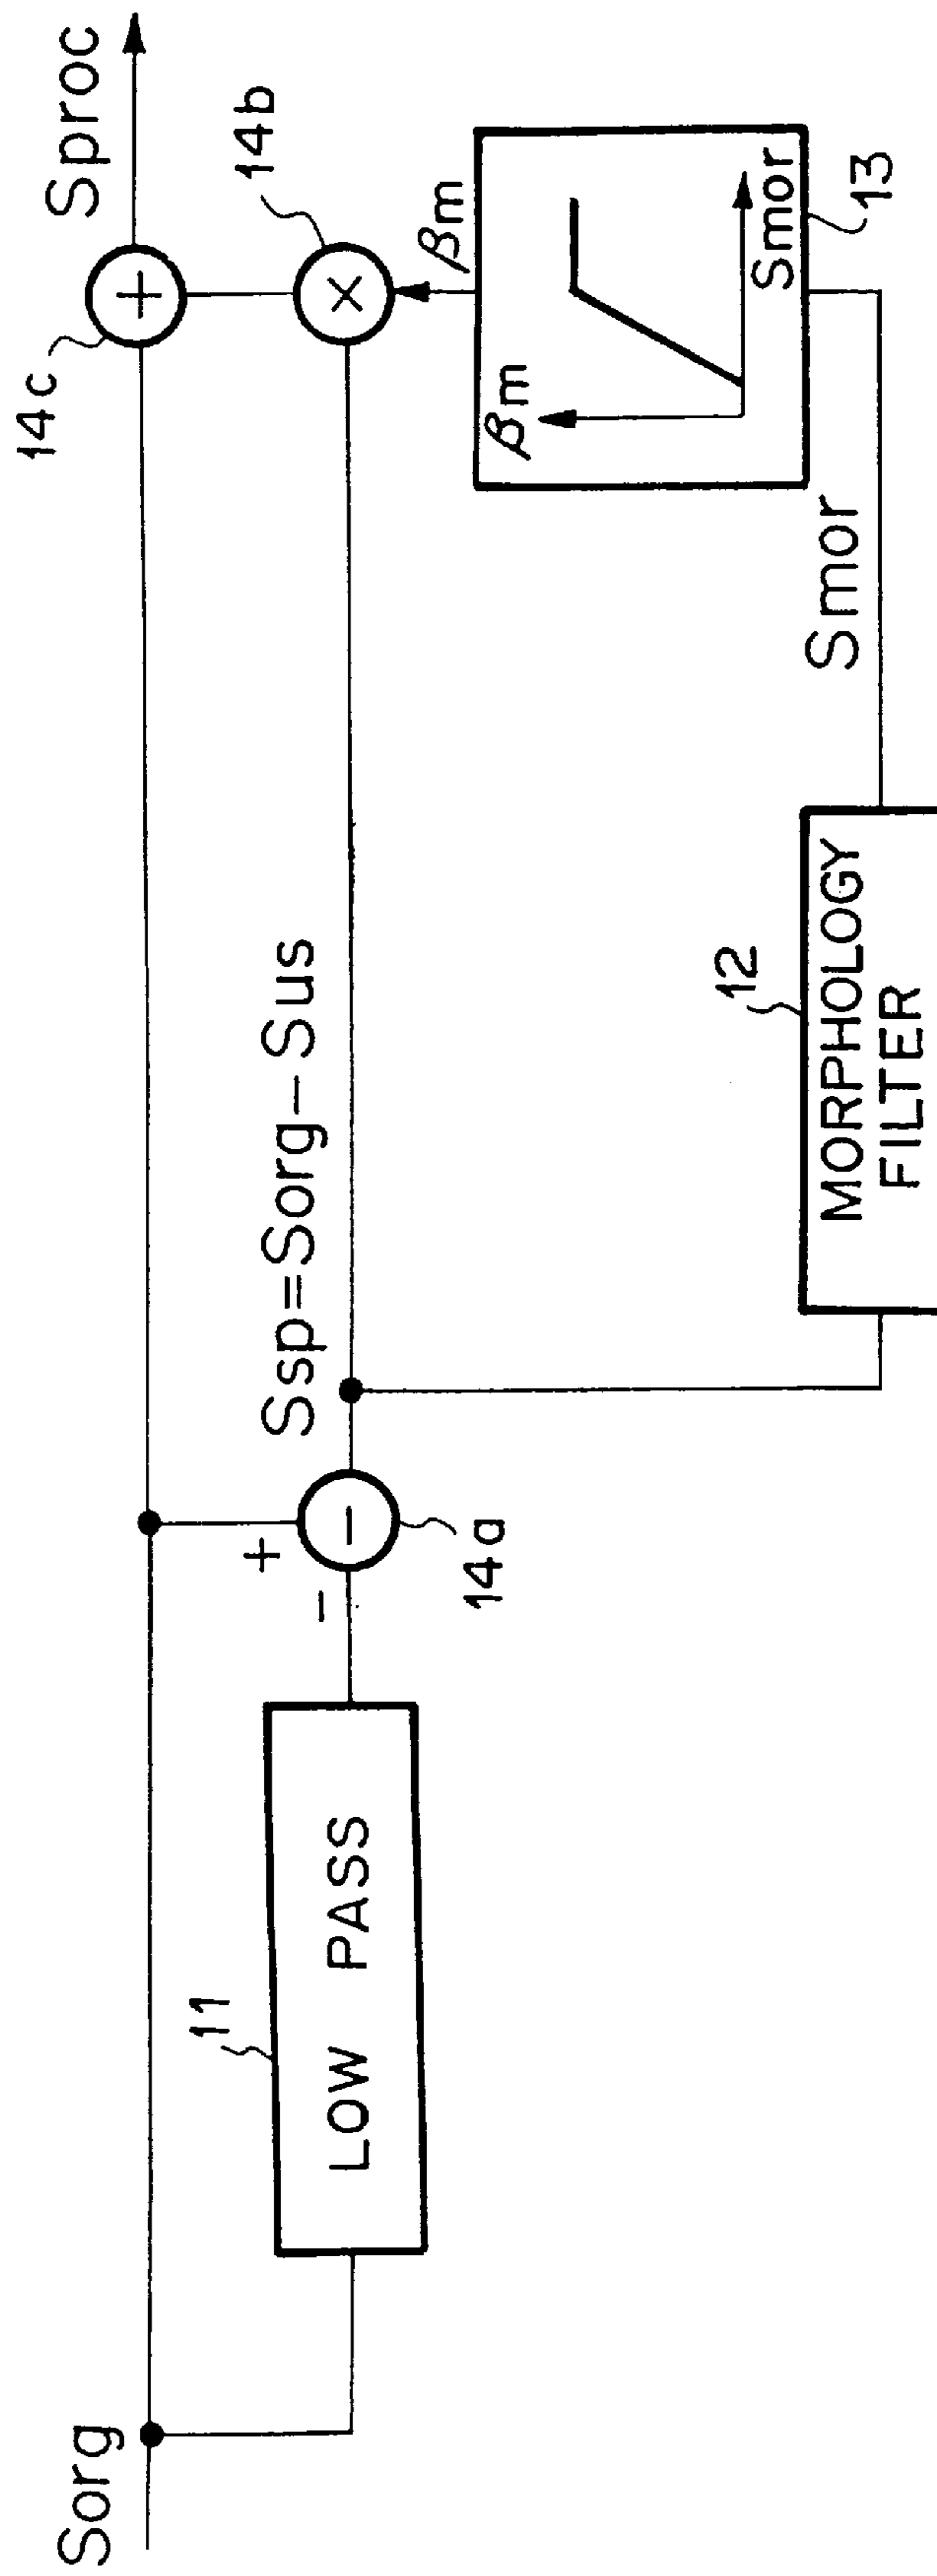 Sorg
11
LOW PASS
+
−
−
14a
Ssp=Sorg−Sus
12
MORPHOLOGY
FILTER
Smor
13
βm
Smor
βm
×
14b
+
14c
Sproc